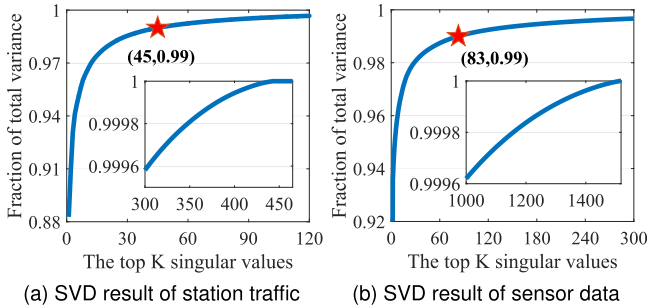 (a)
Fraction of total variance
1
0.97
0.94
0.91
0.88
(45,0.99)
1
0.9998
0.9996
300 350 400 450
0 30 60 90 120
The top K singular values
(a) SVD result of station traffic
(b)
Fraction of total variance
1
0.98
0.96
0.94
0.92
(83,0.99)
1
0.9998
0.9996
1000 1200 1400
0 60 120 180 240 300
The top K singular values
(b) SVD result of sensor data